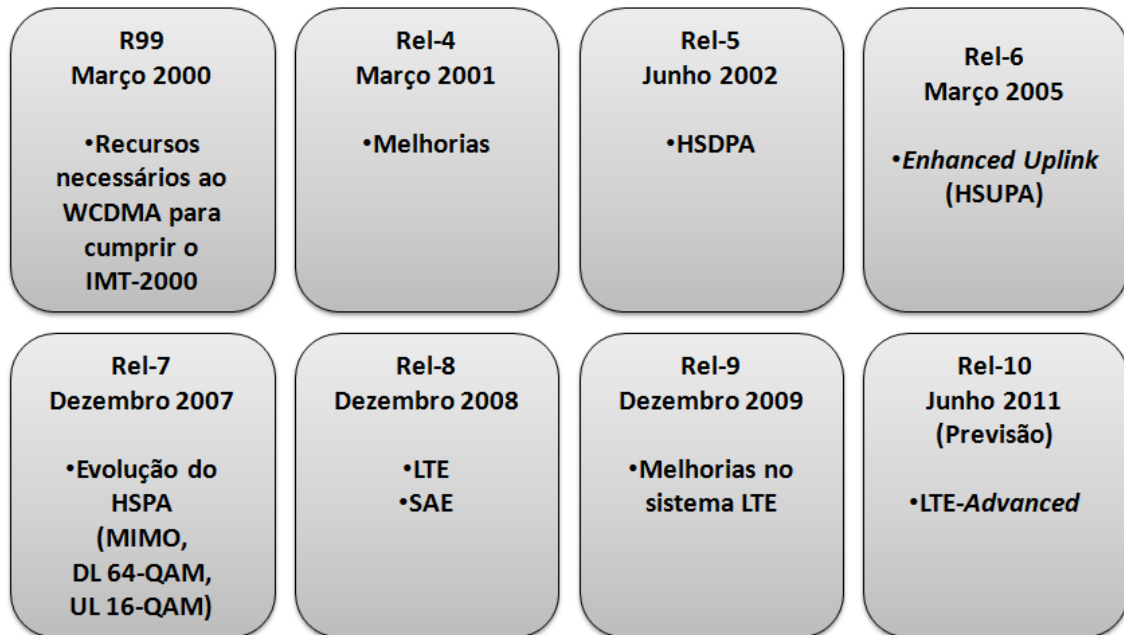 R99
Março 2000
•Recursos
necessários ao
WCDMA para
cumprir o
IMT-2000
Rel-4
Março 2001
•Melhorias
Rel-5
Junho 2002
•HSDPA
Rel-6
Março 2005
•Enhanced Uplink
(HSUPA)
Rel-7
Dezembro 2007
•Evolução do
HSPA
(MIMO,
DL 64-QAM,
UL 16-QAM)
Rel-8
Dezembro 2008
•LTE
•SAE
Rel-9
Dezembro 2009
•Melhorias no
sistema LTE
Rel-10
Junho 2011
(Previsão)
•LTE-Advanced